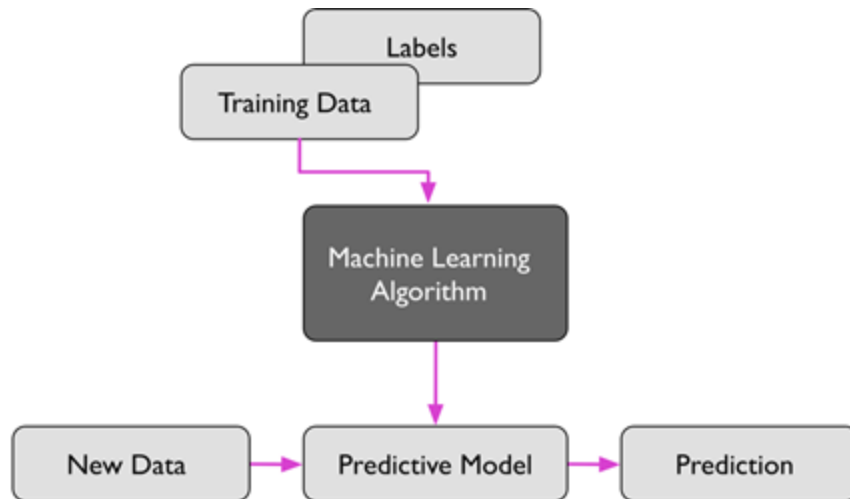 Labels
Training Data
Machine Learning
Algorithm
New Data
Predictive Model
Prediction